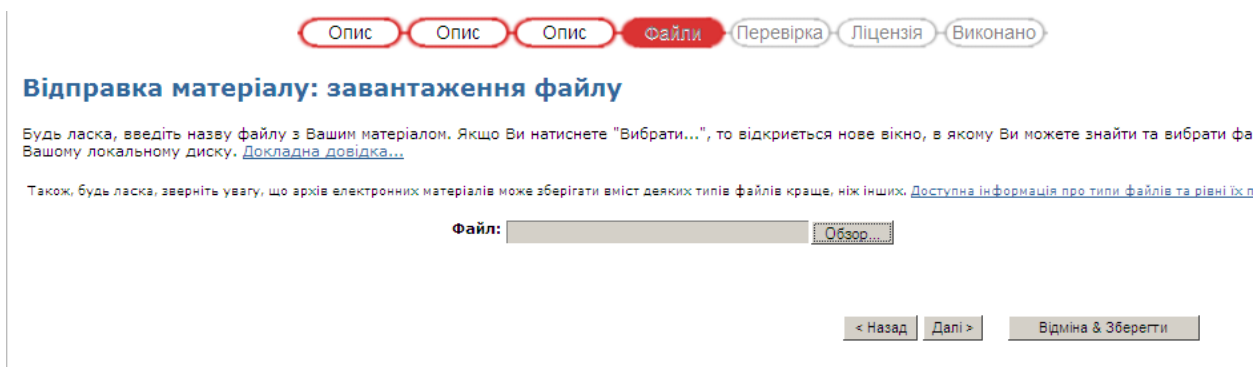 Опис Опис Опис Файли Перевірка Ліцензія Виконано
Відправка матеріалу: завантаження файлу
Будь ласка, введіть назву файлу з Вашим матеріалом. Якщо Ви натиснете "Вибрати...", то відкриється нове вікно, в якому Ви можете знайти та вибрати фа
Вашому локальному диску. Докладна довідка...
Також, будь ласка, зверніть увагу, що архів електронних матеріалів може зберігати вміст деяких типів файлів краще, ніж інших. Доступна інформація про типи файлів та рівні їх п
Файл: Обзор...
< Назад Далі > Відміна & Зберегти